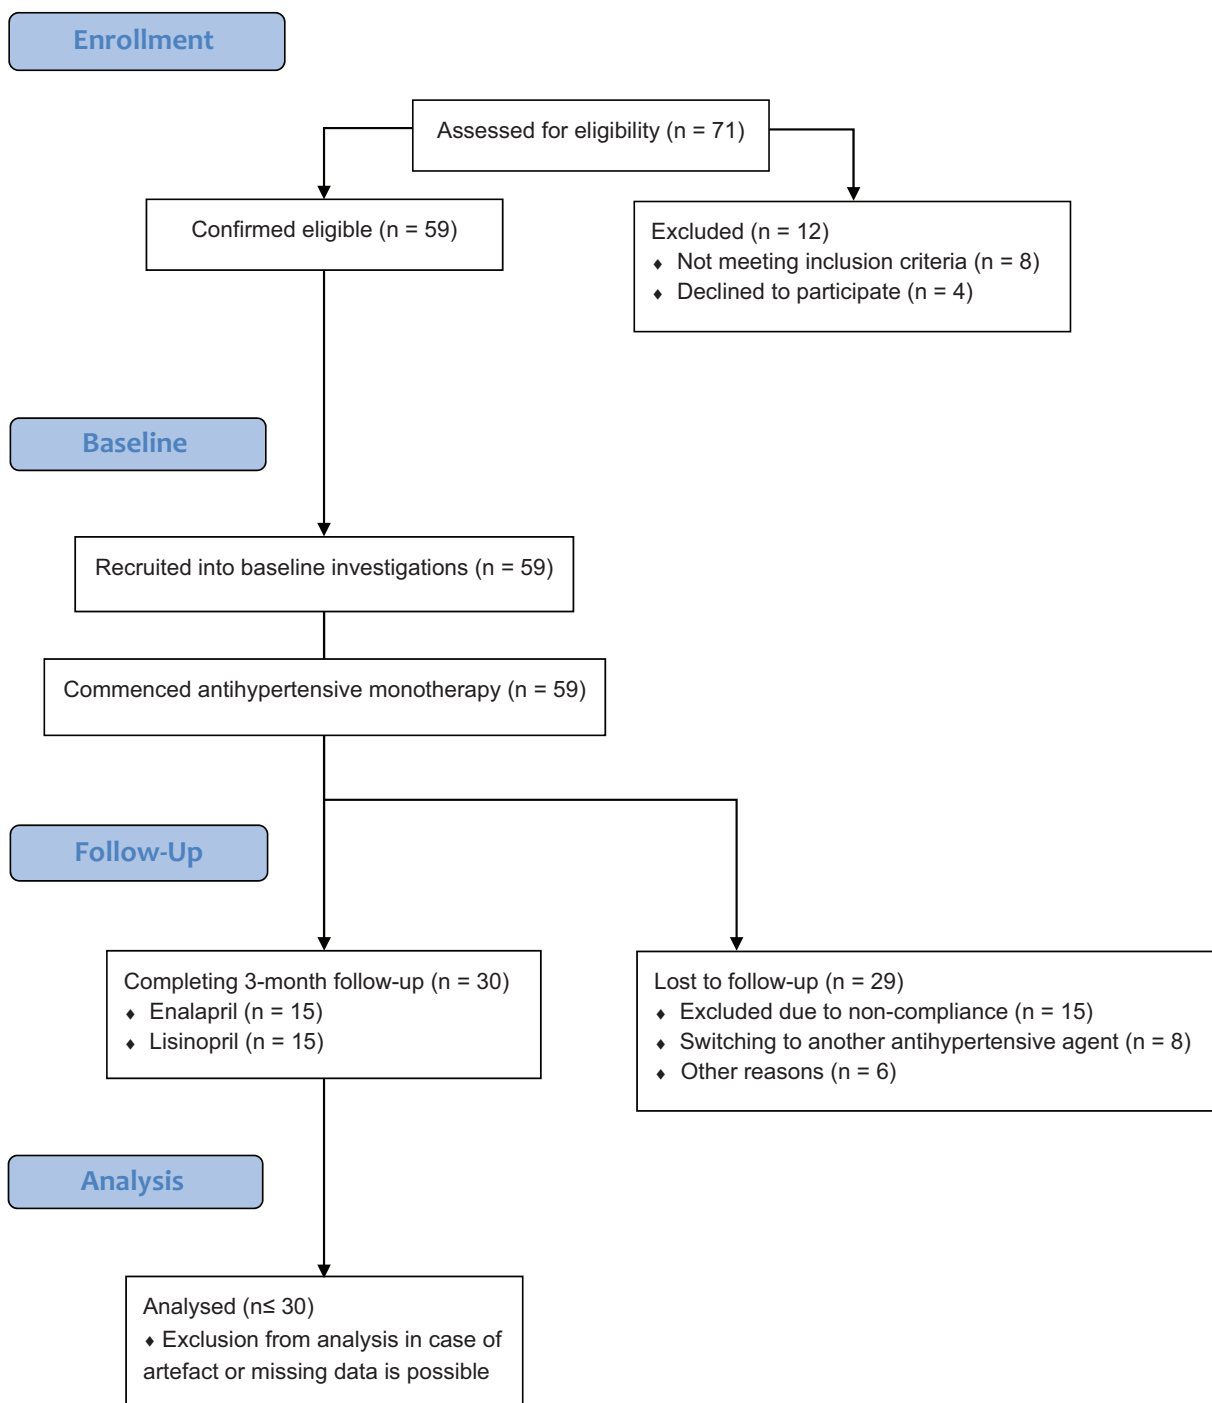 Enrollment
Assessed for eligibility (n = 71)
Confirmed eligible (n = 59)
Excluded (n = 12)
♦ Not meeting inclusion criteria (n = 8)
♦ Declined to participate (n = 4)
Baseline
Recruited into baseline investigations (n = 59)
Commenced antihypertensive monotherapy (n = 59)
Follow-Up
Completing 3-month follow-up (n = 30)
♦ Enalapril (n = 15)
♦ Lisinopril (n = 15)
Lost to follow-up (n = 29)
♦ Excluded due to non-compliance (n = 15)
♦ Switching to another antihypertensive agent (n = 8)
♦ Other reasons (n = 6)
Analysis
Analysed (n≤ 30)
♦ Exclusion from analysis in case of
artefact or missing data is possible